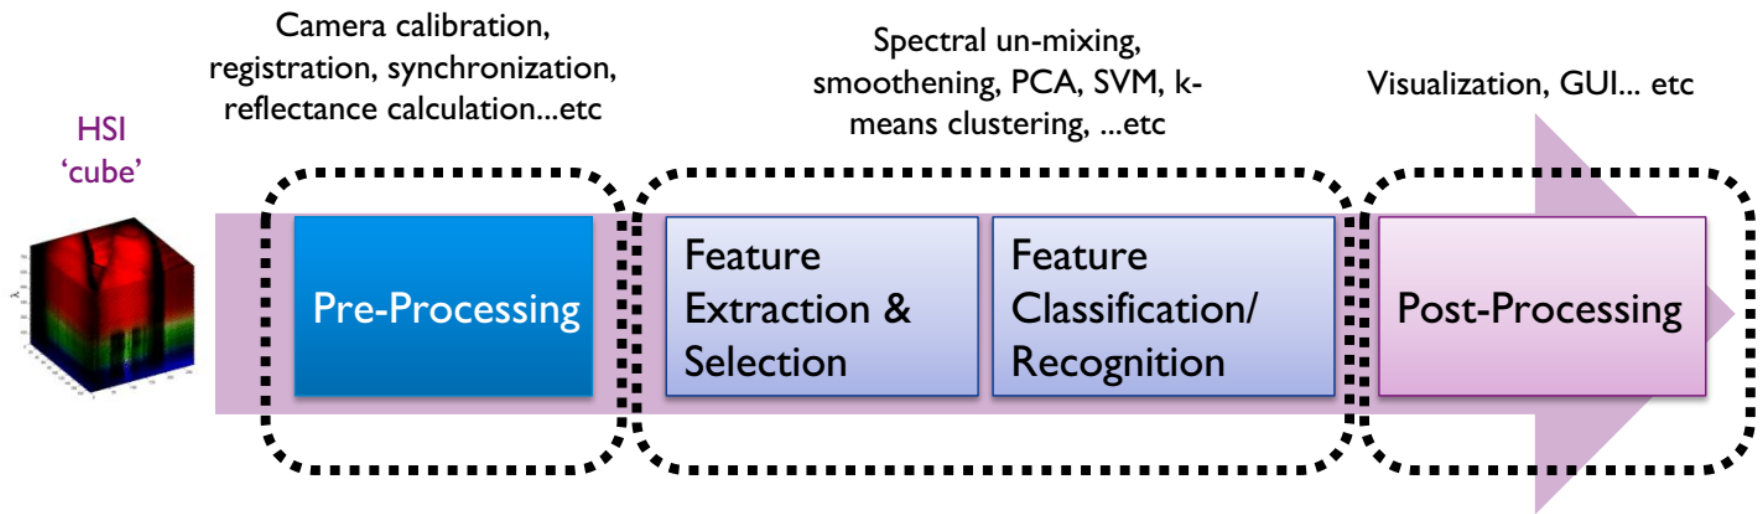 Camera calibration,
registration, synchronization,
reflectance calculation...etc
Spectral un-mixing,
smoothening, PCA, SVM, k-
means clustering, ...etc
Visualization, GUI... etc
HSI
‘cube’
λ
Pre-Processing
Feature
Extraction &
Selection
Feature
Classification/
Recognition
Post-Processing